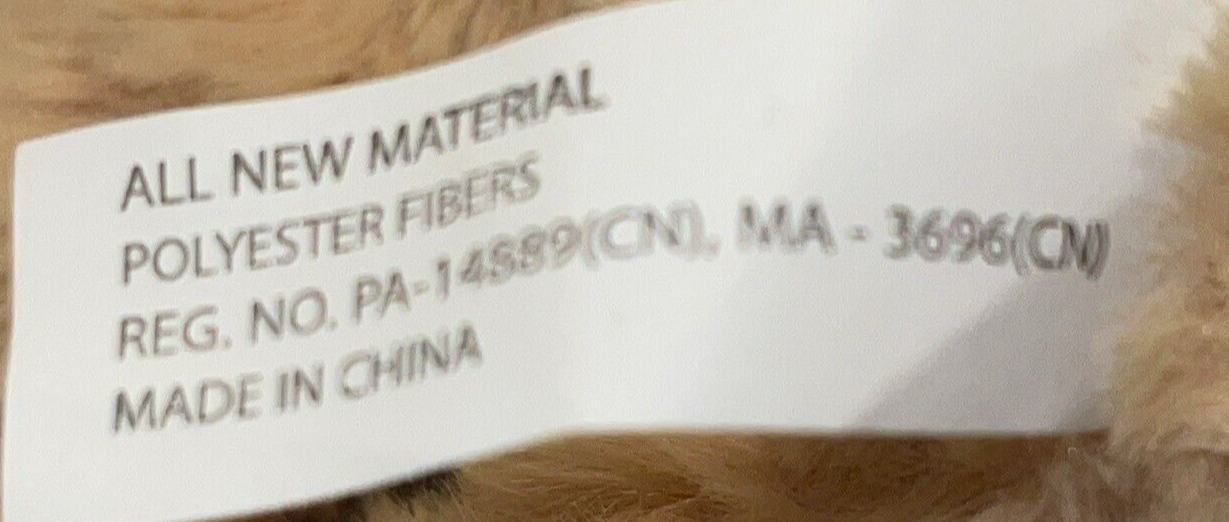 ALL NEW MATERIAL
POLYESTER FIBERS
REG. NO. PA-14889(CN), MA - 3696(CN)
MADE IN CHINA